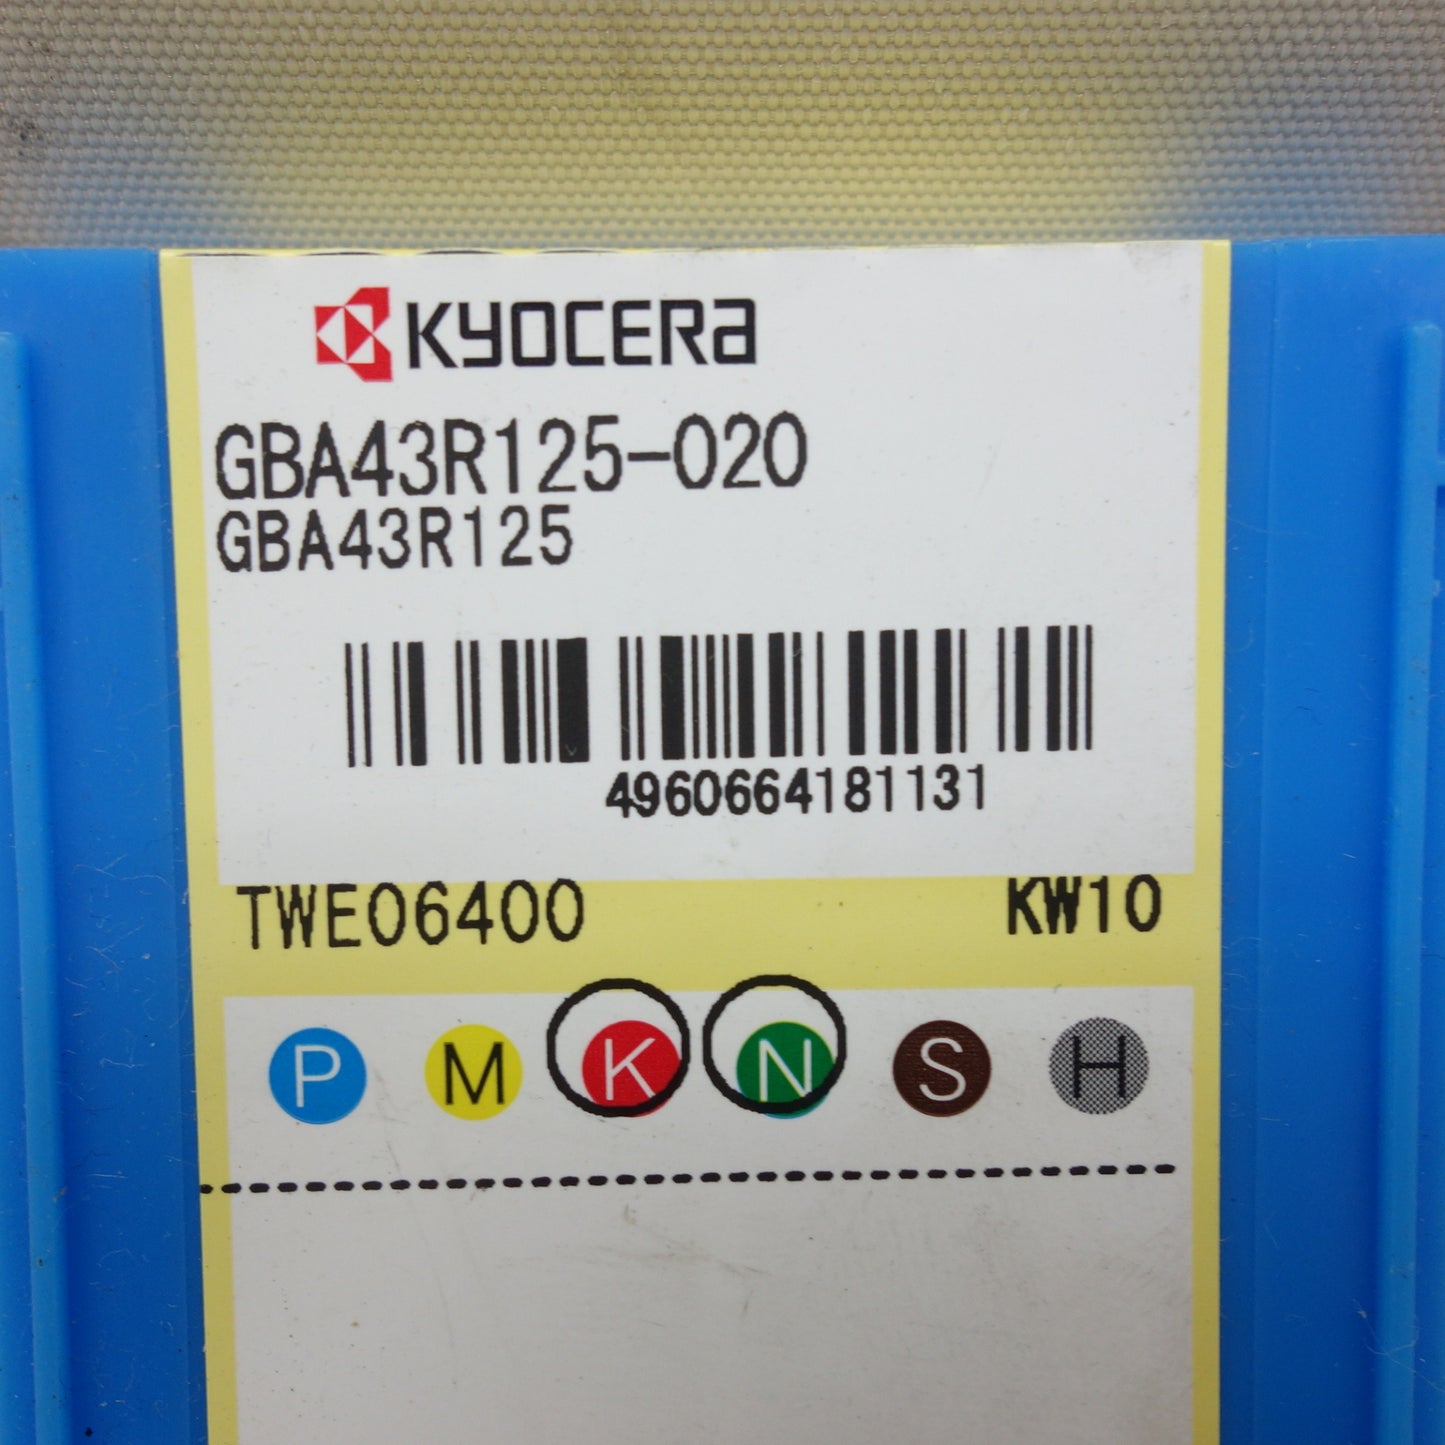 KYOCERA
GBA43R125-020
GBA43R125
4960664181131
TWE06400 KW10
P M K N S H